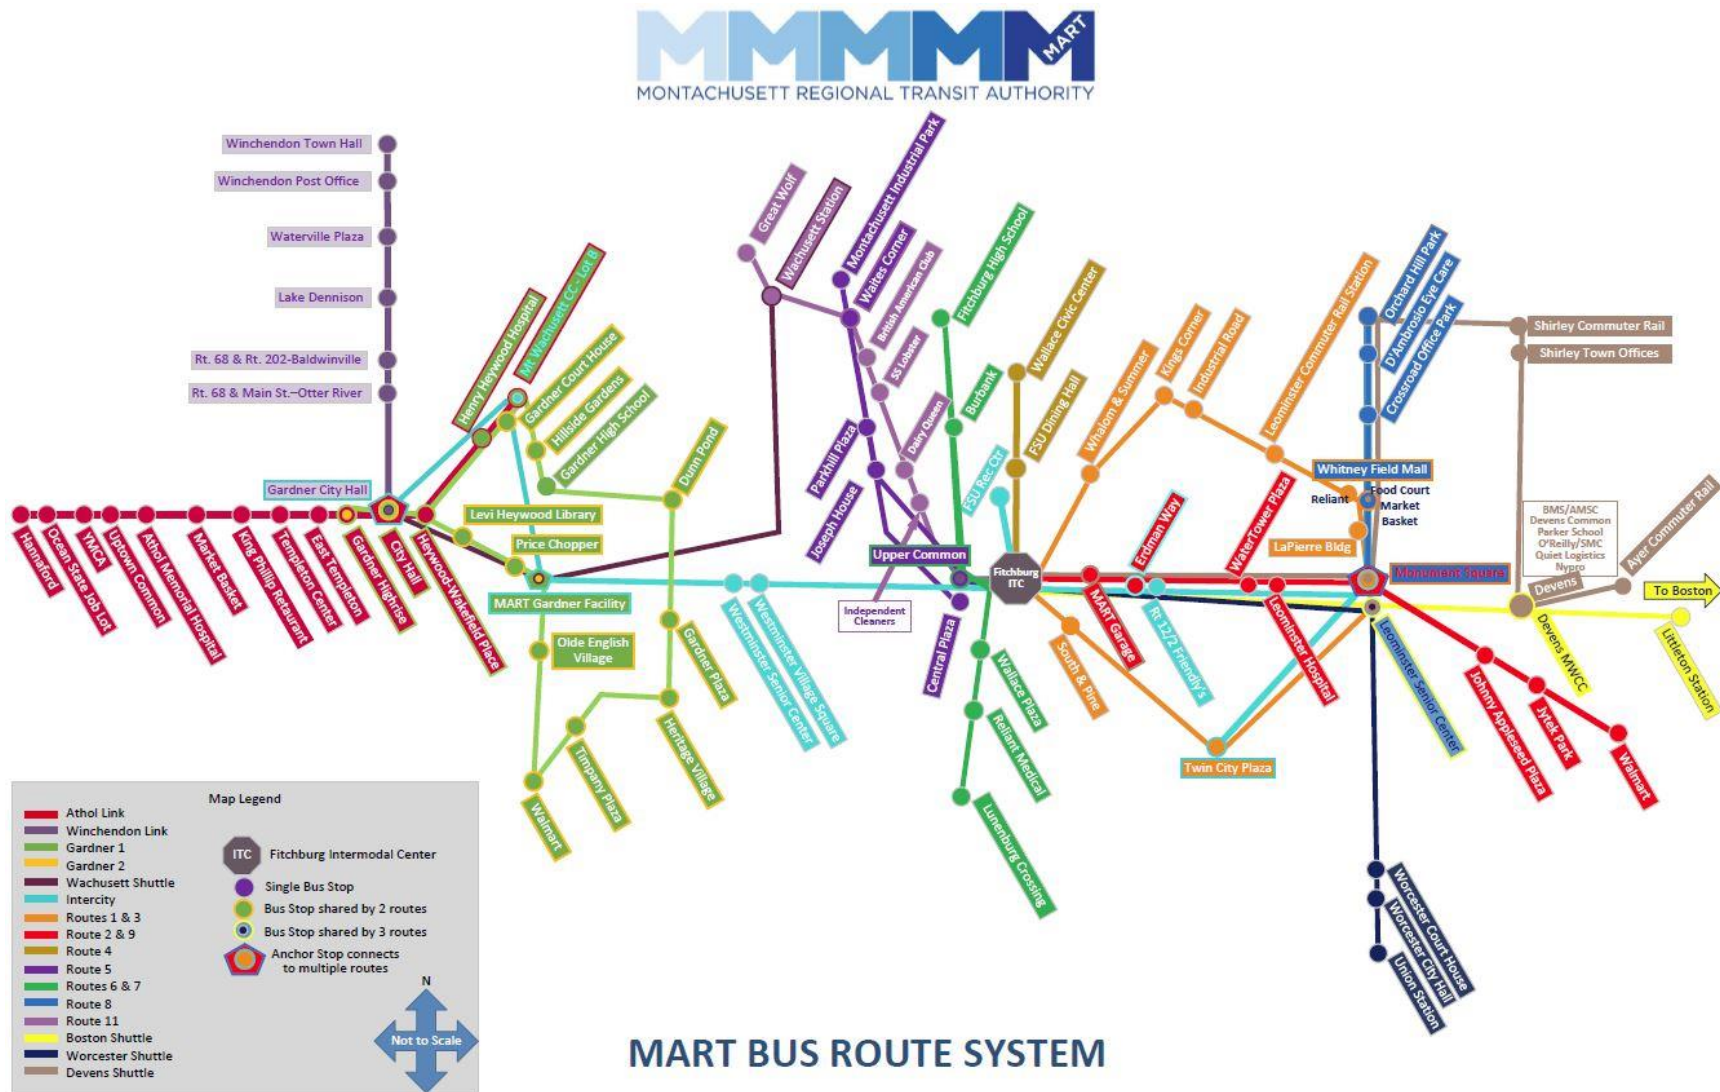 MMMMM
MART
MONTACHUSETT REGIONAL TRANSIT AUTHORITY
Winchendon Town Hall
Winchendon Post Office
Waterville Plaza
Lake Dennison
Rt. 68 & Rt. 202-Baldwinville
Rt. 68 & Main St.–Otter River
Gardner City Hall
Henry Heywood Hospital
Mt Wachusett CC - Lot B
Gardner Court House
Hillside Gardens
Gardner High School
Dunn Pond
Levi Heywood Library
Price Chopper
MART Gardner Facility
Olde English
Village
Walmart
Timpany Plaza
Heritage Village
Gardner Plaza
Hannaford
Ocean State Job Lot
YMCA
Uptown Common
Athol Memorial Hospital
Market Basket
King Phillip Retaurant
Templeton Center
East Templeton
Gardner Highrise
City Hall
Heywood-Wakefield Place
Great Wolf
Wachusett Station
Montachusett Industrial Park
Waites Corner
British American Club
SS Lobster
Dairy Queen
Parkhill Plaza
Joseph House
Upper Common
Independent
Cleaners
Central Plaza
Westminster Village Square
Westminster Senior Center
Fitchburg High School
Burbank
Wallace Plaza
Reliant Medical
Lunenburg Crossing
Wallace Civic Center
FSU Dining Hall
FSU Rec Ctr
Fitchburg
ITC
Whalom & Summer
Kings Corner
Industrial Road
Leominster Commuter Rail Station
Whitney Field Mall
Reliant
Food Court
Market
Basket
LaPierre Bldg
Orchard Hill Park
D'Ambrosio Eye Care
Crossroad Office Park
Shirley Commuter Rail
Shirley Town Offices
BMS/AMSC
Devens Common
Parker School
O'Reilly/SMC
Quiet Logistics
Nypro
Devens
Ayer Commuter Rail
To Boston
Devens MWCC
Littleton Station
Erdman Way
WaterTower Plaza
Monument Square
MART Garage
Rt 12/2 Friendly's
Leominster Hospital
South & Pine
Twin City Plaza
Leominster Senior Center
Johnny Appleseed Plaza
Jytek Park
Walmart
Worcester Court House
Worcester City Hall
Union Station
Map Legend
Athol Link
Winchendon Link
Gardner 1
Gardner 2
Wachusett Shuttle
Intercity
Routes 1 & 3
Route 2 & 9
Route 4
Route 5
Routes 6 & 7
Route 8
Route 11
Boston Shuttle
Worcester Shuttle
Devens Shuttle
ITC
Fitchburg Intermodal Center
Single Bus Stop
Bus Stop shared by 2 routes
Bus Stop shared by 3 routes
Anchor Stop connects
to multiple routes
N
Not to Scale
MART BUS ROUTE SYSTEM